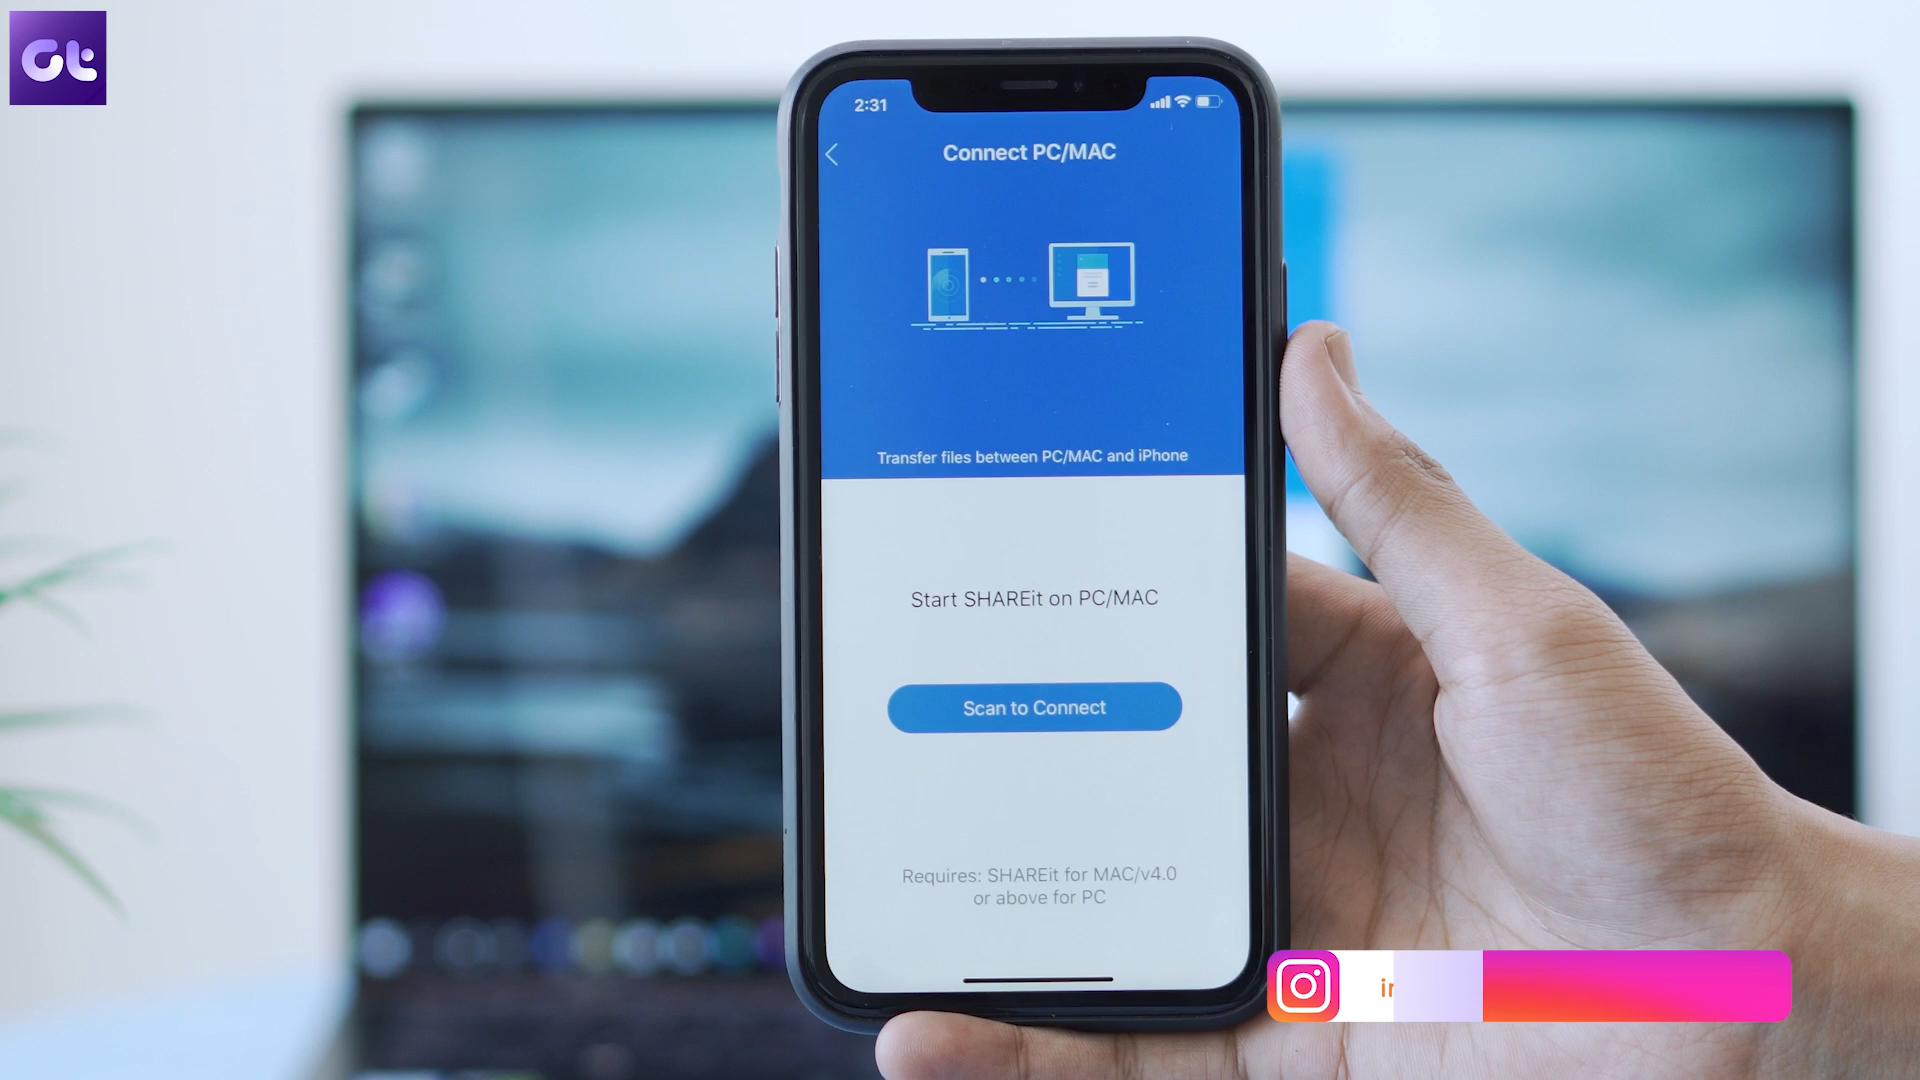 Gt
2:31
Connect PC/MAC
Transfer files between PC/MAC and iPhone
Start SHAREit on PC/MAC
Scan to Connect
Requires: SHAREit for MAC/v4.0
or above for PC